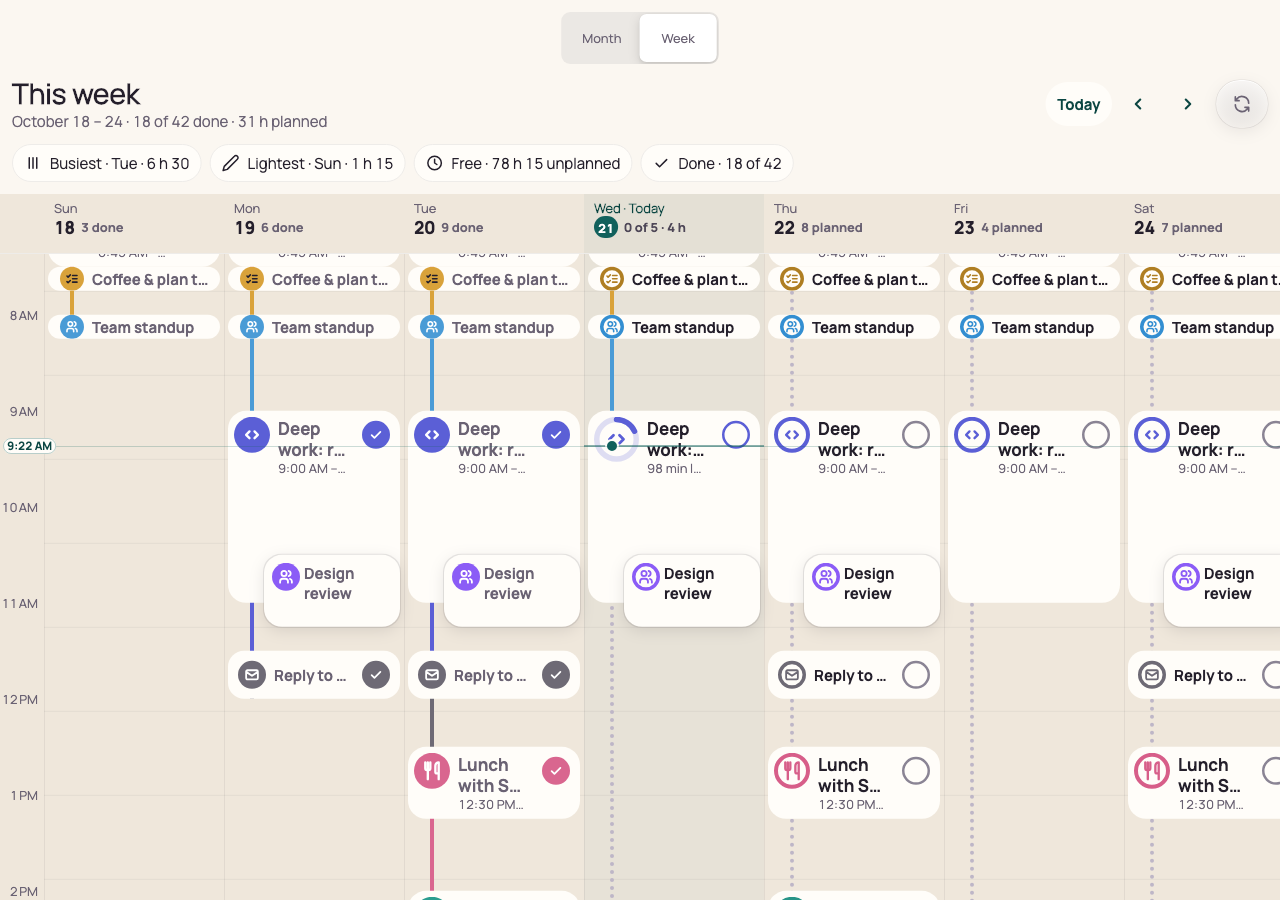 Month
Week
This week
October 18 – 24 · 18 of 42 done · 31 h planned
Today
Busiest · Tue · 6 h 30
Lightest · Sun · 1 h 15
Free · 78 h 15 unplanned
Done · 18 of 42
Sun
18 3 done
Mon
19 6 done
Tue
20 9 done
Wed · Today
21 0 of 5 · 4 h
Thu
22 8 planned
Fri
23 4 planned
Sat
24 7 planned
Coffee & plan t...
Coffee & plan t...
Coffee & plan t...
Coffee & plan t...
Coffee & plan t...
Coffee & plan t...
Coffee & plan t.
8 AM
Team standup
Team standup
Team standup
Team standup
Team standup
Team standup
Team standup
9 AM
9:22 AM
Deep
work: r...
9:00 AM –...
Deep
work: r...
9:00 AM –...
Deep
work:...
98 min l...
Deep
work: r...
9:00 AM –...
Deep
work: r...
9:00 AM –...
Deep
work: r...
9:00 AM –...
10 AM
Design
review
Design
review
Design
review
Design
review
Design
review
11 AM
Reply to ...
Reply to ...
Reply to ...
Reply to ...
12 PM
Lunch
with S...
12:30 PM...
Lunch
with S...
12:30 PM...
Lunch
with S...
12:30 PM...
1 PM
2 PM